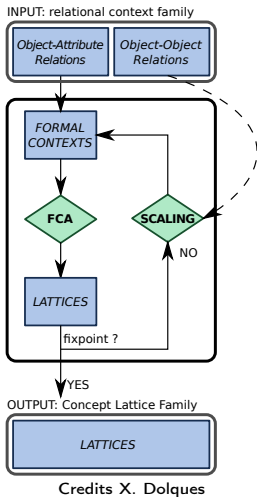 INPUT: relational context family
Object-Attribute
Relations
Object-Object
Relations
FORMAL
CONTEXTS
FCA
SCALING
NO
LATTICES
fixpoint ?
YES
OUTPUT: Concept Lattice Family
LATTICES
Credits X. Dolques